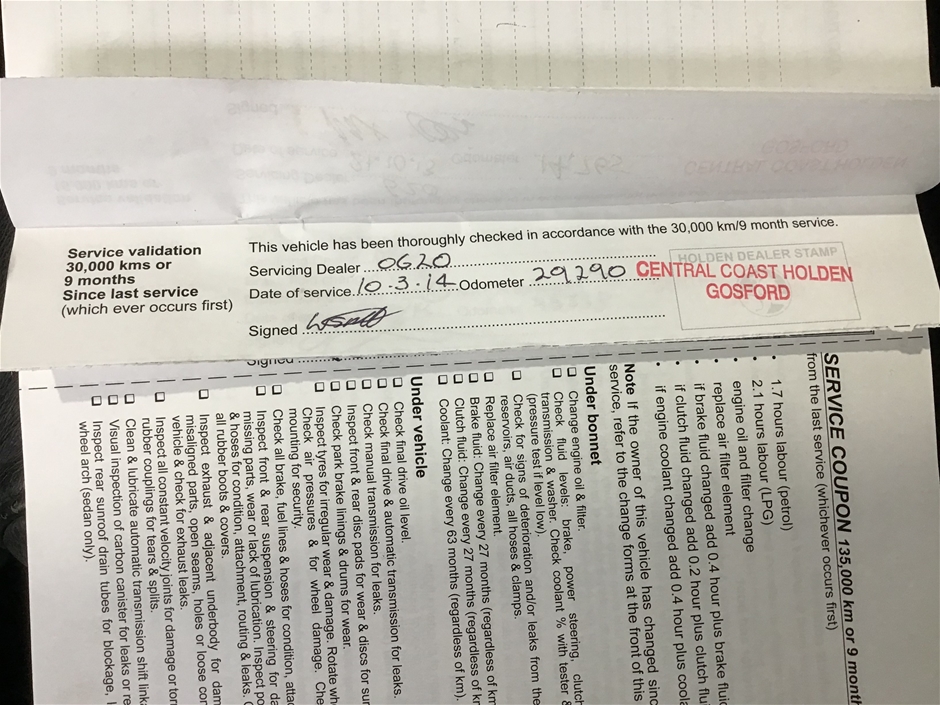 Service validation
30,000 kms or
9 months
Since last service
(which ever occurs first)
This vehicle has been thoroughly checked in accordance with the 30,000 km/9 month service.
Servicing Dealer 0620
Date of service 10.3.14 Odometer 29290
Signed
HOLDEN DEALER STAMP
CENTRAL COAST HOLDEN
GOSFORD
Signed
SERVICE COUPON 135,000 km or 9 month
from the last service (whichever occurs first)
• 1.7 hours labour (petrol)
• 2.1 hours labour (LPG)
• engine oil and filter change
• replace air filter element
• if brake fluid changed add 0.4 hour plus brake fluid
• if clutch fluid changed add 0.2 hour plus clutch flui
• if engine coolant changed add 0.4 hour plus coola
Note If the owner of this vehicle has changed sinc
service, refer to the change forms at the front of this
Under bonnet
❑ Change engine oil & filter.
❑ Check fluid levels: brake, power steering, clutch
transmission & washer. Check coolant % with tester &
(pressure test if level low).
❑ Check for signs of deterioration and/or leaks from the
reservoirs, air ducts, all hoses & clamps.
❑ Replace air filter element.
❑ Brake fluid: Change every 27 months (regardless of km
❑ Clutch fluid: Change every 27 months (regardless of km
❑ Coolant: Change every 63 months (regardless of km).
Under vehicle
❑ Check final drive oil level.
❑ Check final drive & automatic transmission for leaks.
❑ Check manual transmission for leaks.
❑ Inspect front & rear disc pads for wear & discs for sur
❑ Check park brake linings & drums for wear.
❑ Inspect tyres for irregular wear & damage. Rotate wh
Check air pressures & for wheel damage. Che
mounting for security.
❑ Check all brake, fuel lines & hoses for condition, attac
❑ Inspect front & rear suspension & steering for da
missing parts, wear or lack of lubrication. Inspect po
& hoses for condition, attachment, routing & leaks. C
all rubber boots & covers.
❑ Inspect exhaust & adjacent underbody for dam
misaligned parts, open seams, holes or loose con
vehicle & check for exhaust leaks.
❑ Inspect all constant velocity joints for damage or torn
rubber couplings for tears & splits.
❑ Clean & lubricate automatic transmission shift linka
❑ Visual inspection of carbon canister for leaks or re
❑ Inspect rear sunroof drain tubes for blockage, l
wheel arch (sedan only).